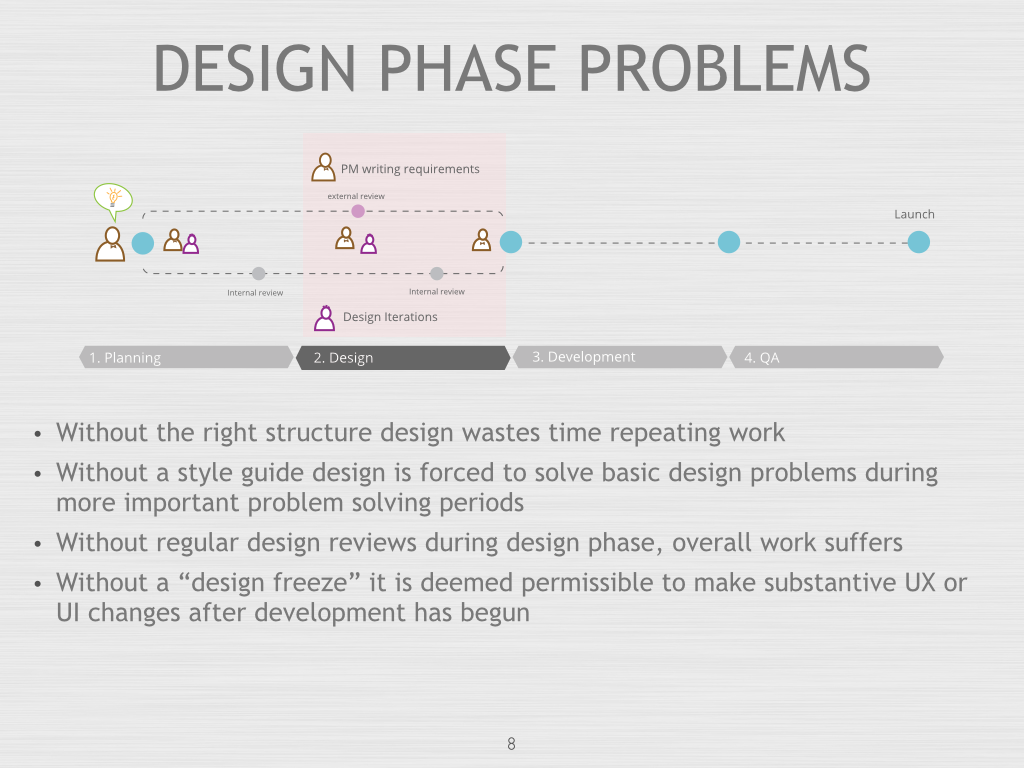 DESIGN PHASE PROBLEMS
PM writing requirements
external review
Launch
Internal review
Internal review
Design Iterations
1. Planning
2. Design
3. Development
4. QA
• Without the right structure design wastes time repeating work
• Without a style guide design is forced to solve basic design problems during
more important problem solving periods
• Without regular design reviews during design phase, overall work suffers
• Without a “design freeze” it is deemed permissible to make substantive UX or
UI changes after development has begun
8